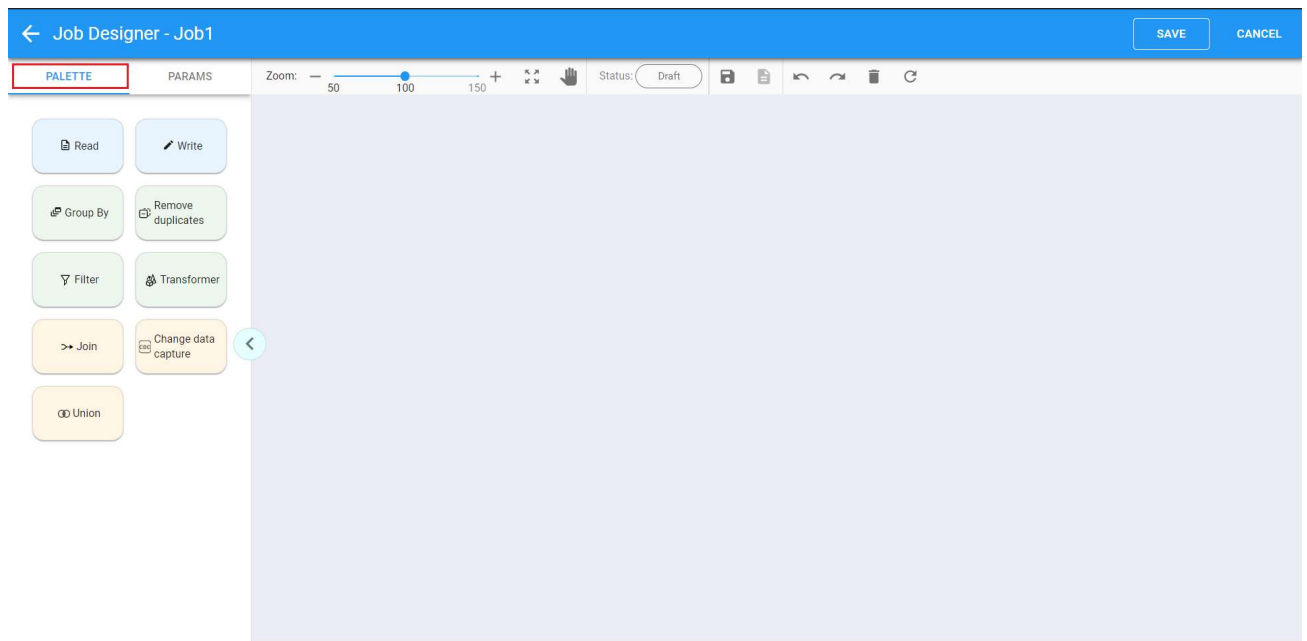 Job Designer - Job1
SAVE
CANCEL
PALETTE
PARAMS
Zoom:
50
100
150
Status:
Draft
Read
Write
Group By
Remove
duplicates
Filter
Transformer
Join
CDC
Change data
capture
Union